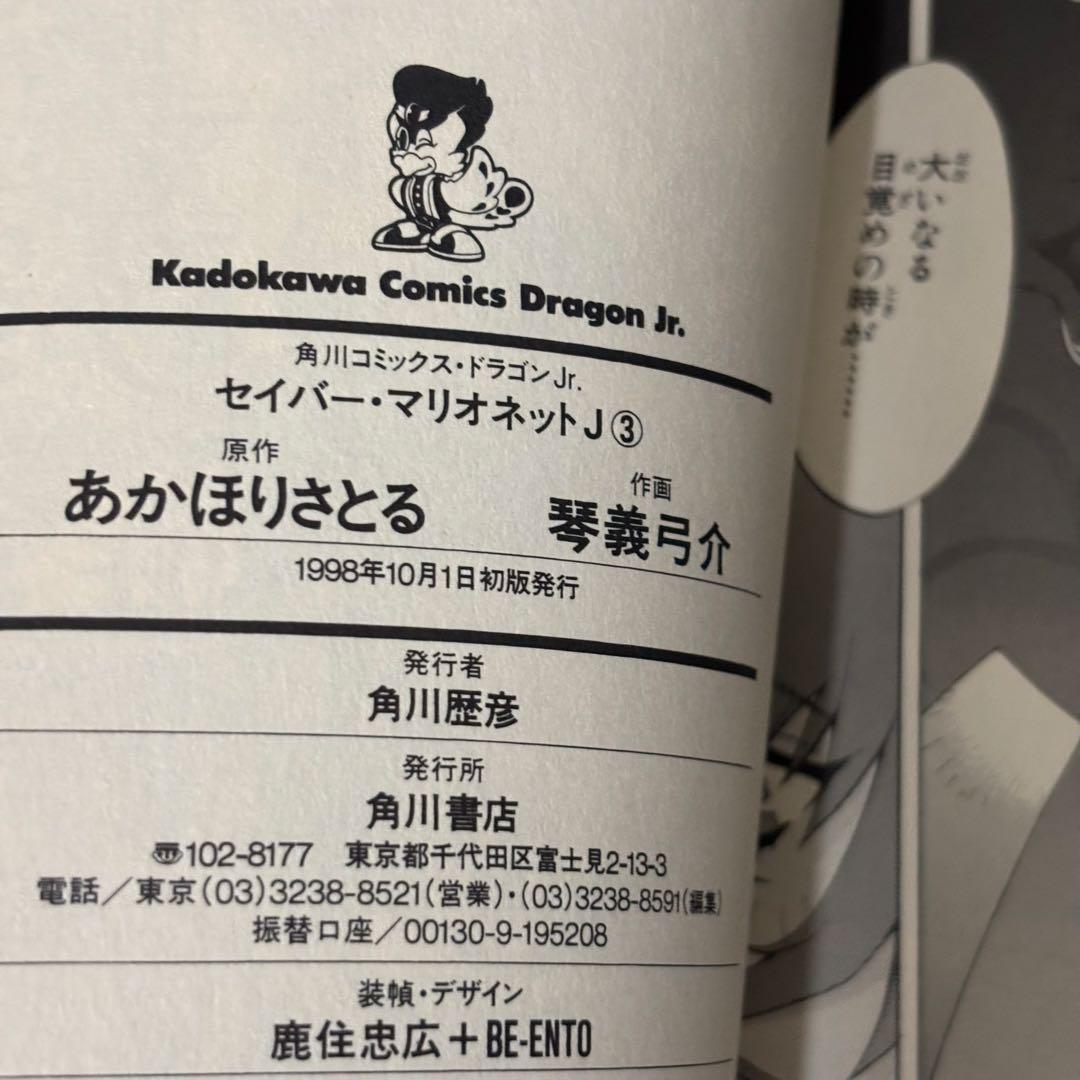 Kadokawa Comics Dragon Jr.
角川コミックス・ドラゴンJr.
セイバー・マリオネットJ③
原作
あかほりさとる
作画
琴義弓介
1998年10月1日初版発行
発行者
角川歴彦
発行所
角川書店
〠102-8177 東京都千代田区富士見2-13-3
電話/東京(03)3238-8521(営業)・(03)3238-8591(編集)
振替口座/00130-9-195208
装幀・デザイン
鹿住忠広+BE-ENTO
大いなる
目覚めの時が……